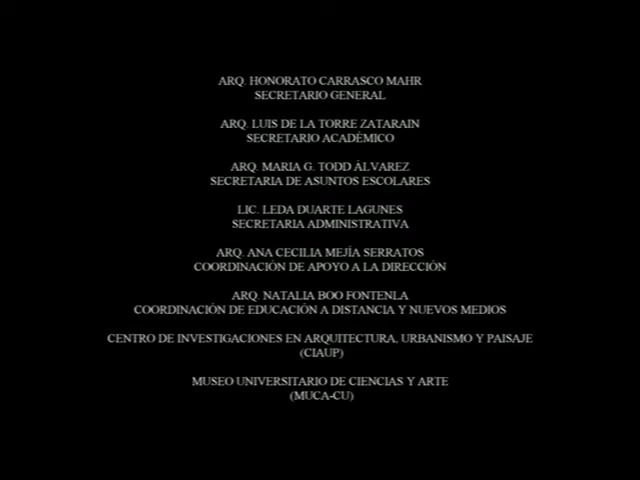 ARQ. HONORATO CARRASCO MAHR
SECRETARIO GENERAL
ARQ. LUIS DE LA TORRE ZATARAIN
SECRETARIO ACADÉMICO
ARQ. MARIA G. TODD ÁLVAREZ
SECRETARIA DE ASUNTOS ESCOLARES
LIC. LEDA DUARTE LAGUNES
SECRETARIA ADMINISTRATIVA
ARQ. ANA CECILIA MEJÍA SERRATOS
COORDINACIÓN DE APOYO A LA DIRECCIÓN
ARQ. NATALIA BOO FONTENLA
COORDINACIÓN DE EDUCACIÓN A DISTANCIA Y NUEVOS MEDIOS
CENTRO DE INVESTIGACIONES EN ARQUITECTURA, URBANISMO Y PAISAJE
(CIAUP)
MUSEO UNIVERSITARIO DE CIENCIAS Y ARTE
(MUCA-CU)